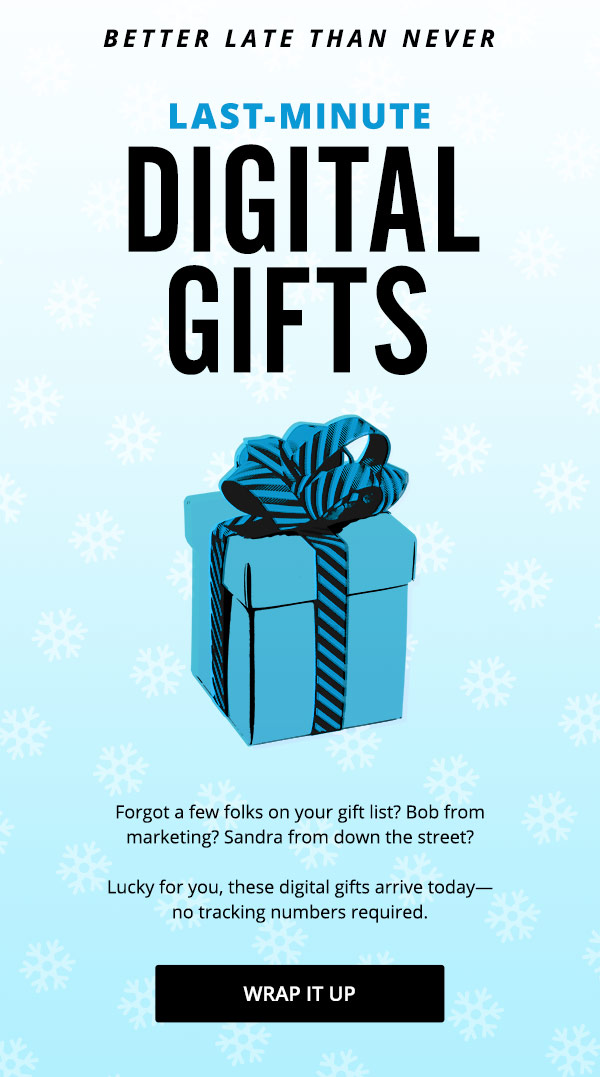 BETTER LATE THAN NEVER
LAST-MINUTE
DIGITAL
GIFTS
Forgot a few folks on your gift list? Bob from
marketing? Sandra from down the street?
Lucky for you, these digital gifts arrive today—
no tracking numbers required.
WRAP IT UP